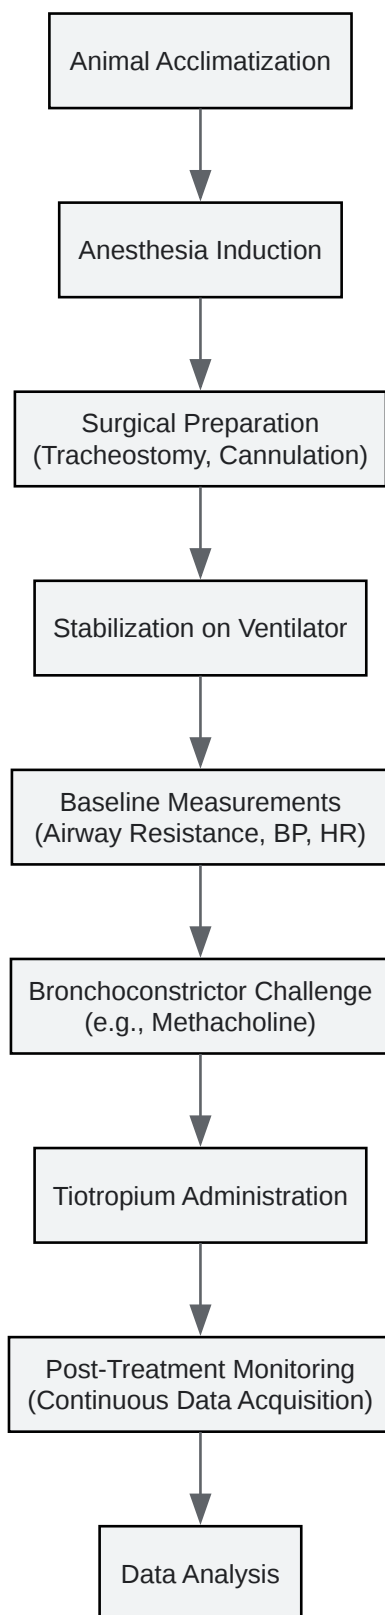 Animal Acclimatization
Anesthesia Induction
Surgical Preparation
(Tracheostomy, Cannulation)
Stabilization on Ventilator
Baseline Measurements
(Airway Resistance, BP, HR)
Bronchoconstrictor Challenge
(e.g., Methacholine)
Tiotropium Administration
Post-Treatment Monitoring
(Continuous Data Acquisition)
Data Analysis